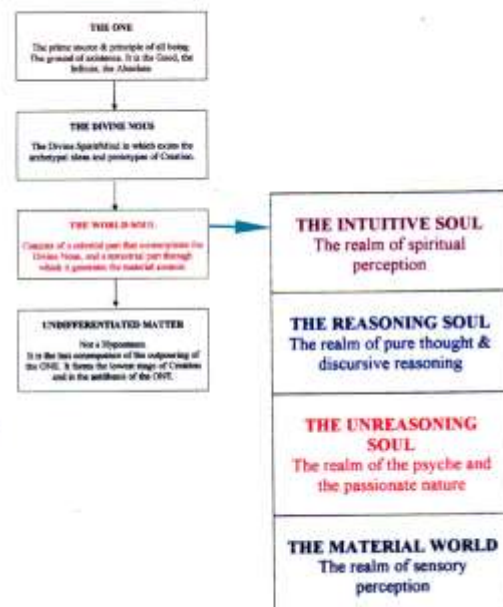 THE ONE
The prime source & principle of all being
The ground of existence. It is the Good, the
Infinite, the Absolute
THE DIVINE NOUS
The Divine Spirit/Mind in which exists the
archetypal ideas and prototypes of Creation.
THE WORLD SOUL
Consists of a celestial part that contemplates the
Divine Nous, and a terrestrial part through
which it generates the material cosmos
UNDIFFERENTIATED MATTER
Not a Hypostasis
It is the last consequence of the outpouring of
the ONE. It forms the lowest stage of Creation
and is the antithesis of the ONE.
THE INTUITIVE SOUL
The realm of spiritual
perception
THE REASONING SOUL
The realm of pure thought &
discursive reasoning
THE UNREASONING
SOUL
The realm of the psyche and
the passionate nature
THE MATERIAL WORLD
The realm of sensory
perception